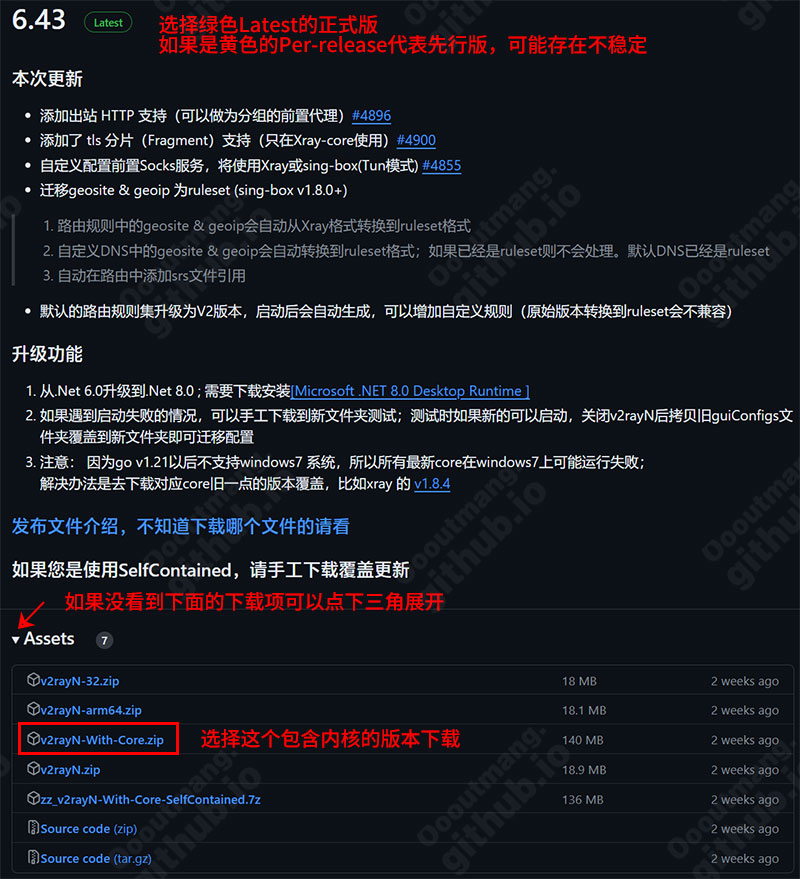 6.43 Latest 选择绿色Latest的正式版
如果是黄色的Per-release代表先行版，可能存在不稳定
本次更新
• 添加出站 HTTP 支持（可以做为分组的前置代理）#4896
• 添加了 tls 分片（Fragment）支持（只在Xray-core使用）#4900
• 自定义配置前置Socks服务，将使用Xray或sing-box(Tun模式) #4855
• 迁移geosite & geoip 为ruleset (sing-box v1.8.0+)
1. 路由规则中的geosite & geoip会自动从Xray格式转换到ruleset格式
2. 自定义DNS中的geosite & geoip会自动转换到ruleset格式；如果已经是ruleset则不会处理。默认DNS已经是ruleset
3. 自动在路由中添加srs文件引用
• 默认的路由规则集升级为V2版本，启动后会自动生成，可以增加自定义规则（原始版本转换到ruleset会不兼容）
升级功能
1. 从.Net 6.0升级到.Net 8.0 ; 需要下载安装[Microsoft .NET 8.0 Desktop Runtime ]
2. 如果遇到启动失败的情况，可以手工下载到新文件夹测试；测试时如果新的可以启动，关闭v2rayN后拷贝旧guiConfigs文
件夹覆盖到新文件夹即可迁移配置
3. 注意： 因为go v1.21以后不支持windows7 系统，所以所有最新core在windows7上可能运行失败；
解决办法是去下载对应core旧一点的版本覆盖，比如xray 的 v1.8.4
发布文件介绍，不知道下载哪个文件的请看
如果您是使用SelfContained，请手工下载覆盖更新
如果没看到下面的下载项可以点下三角展开
▾ Assets 7
v2rayN-32.zip 18 MB 2 weeks ago
v2rayN-arm64.zip 18.1 MB 2 weeks ago
v2rayN-With-Core.zip 选择这个包含内核的版本下载 140 MB 2 weeks ago
v2rayN.zip 18.9 MB 2 weeks ago
zz_v2rayN-With-Core-SelfContained.7z 136 MB 2 weeks ago
Source code (zip) 2 weeks ago
Source code (tar.gz) 2 weeks ago
Oooutmang.
github.io